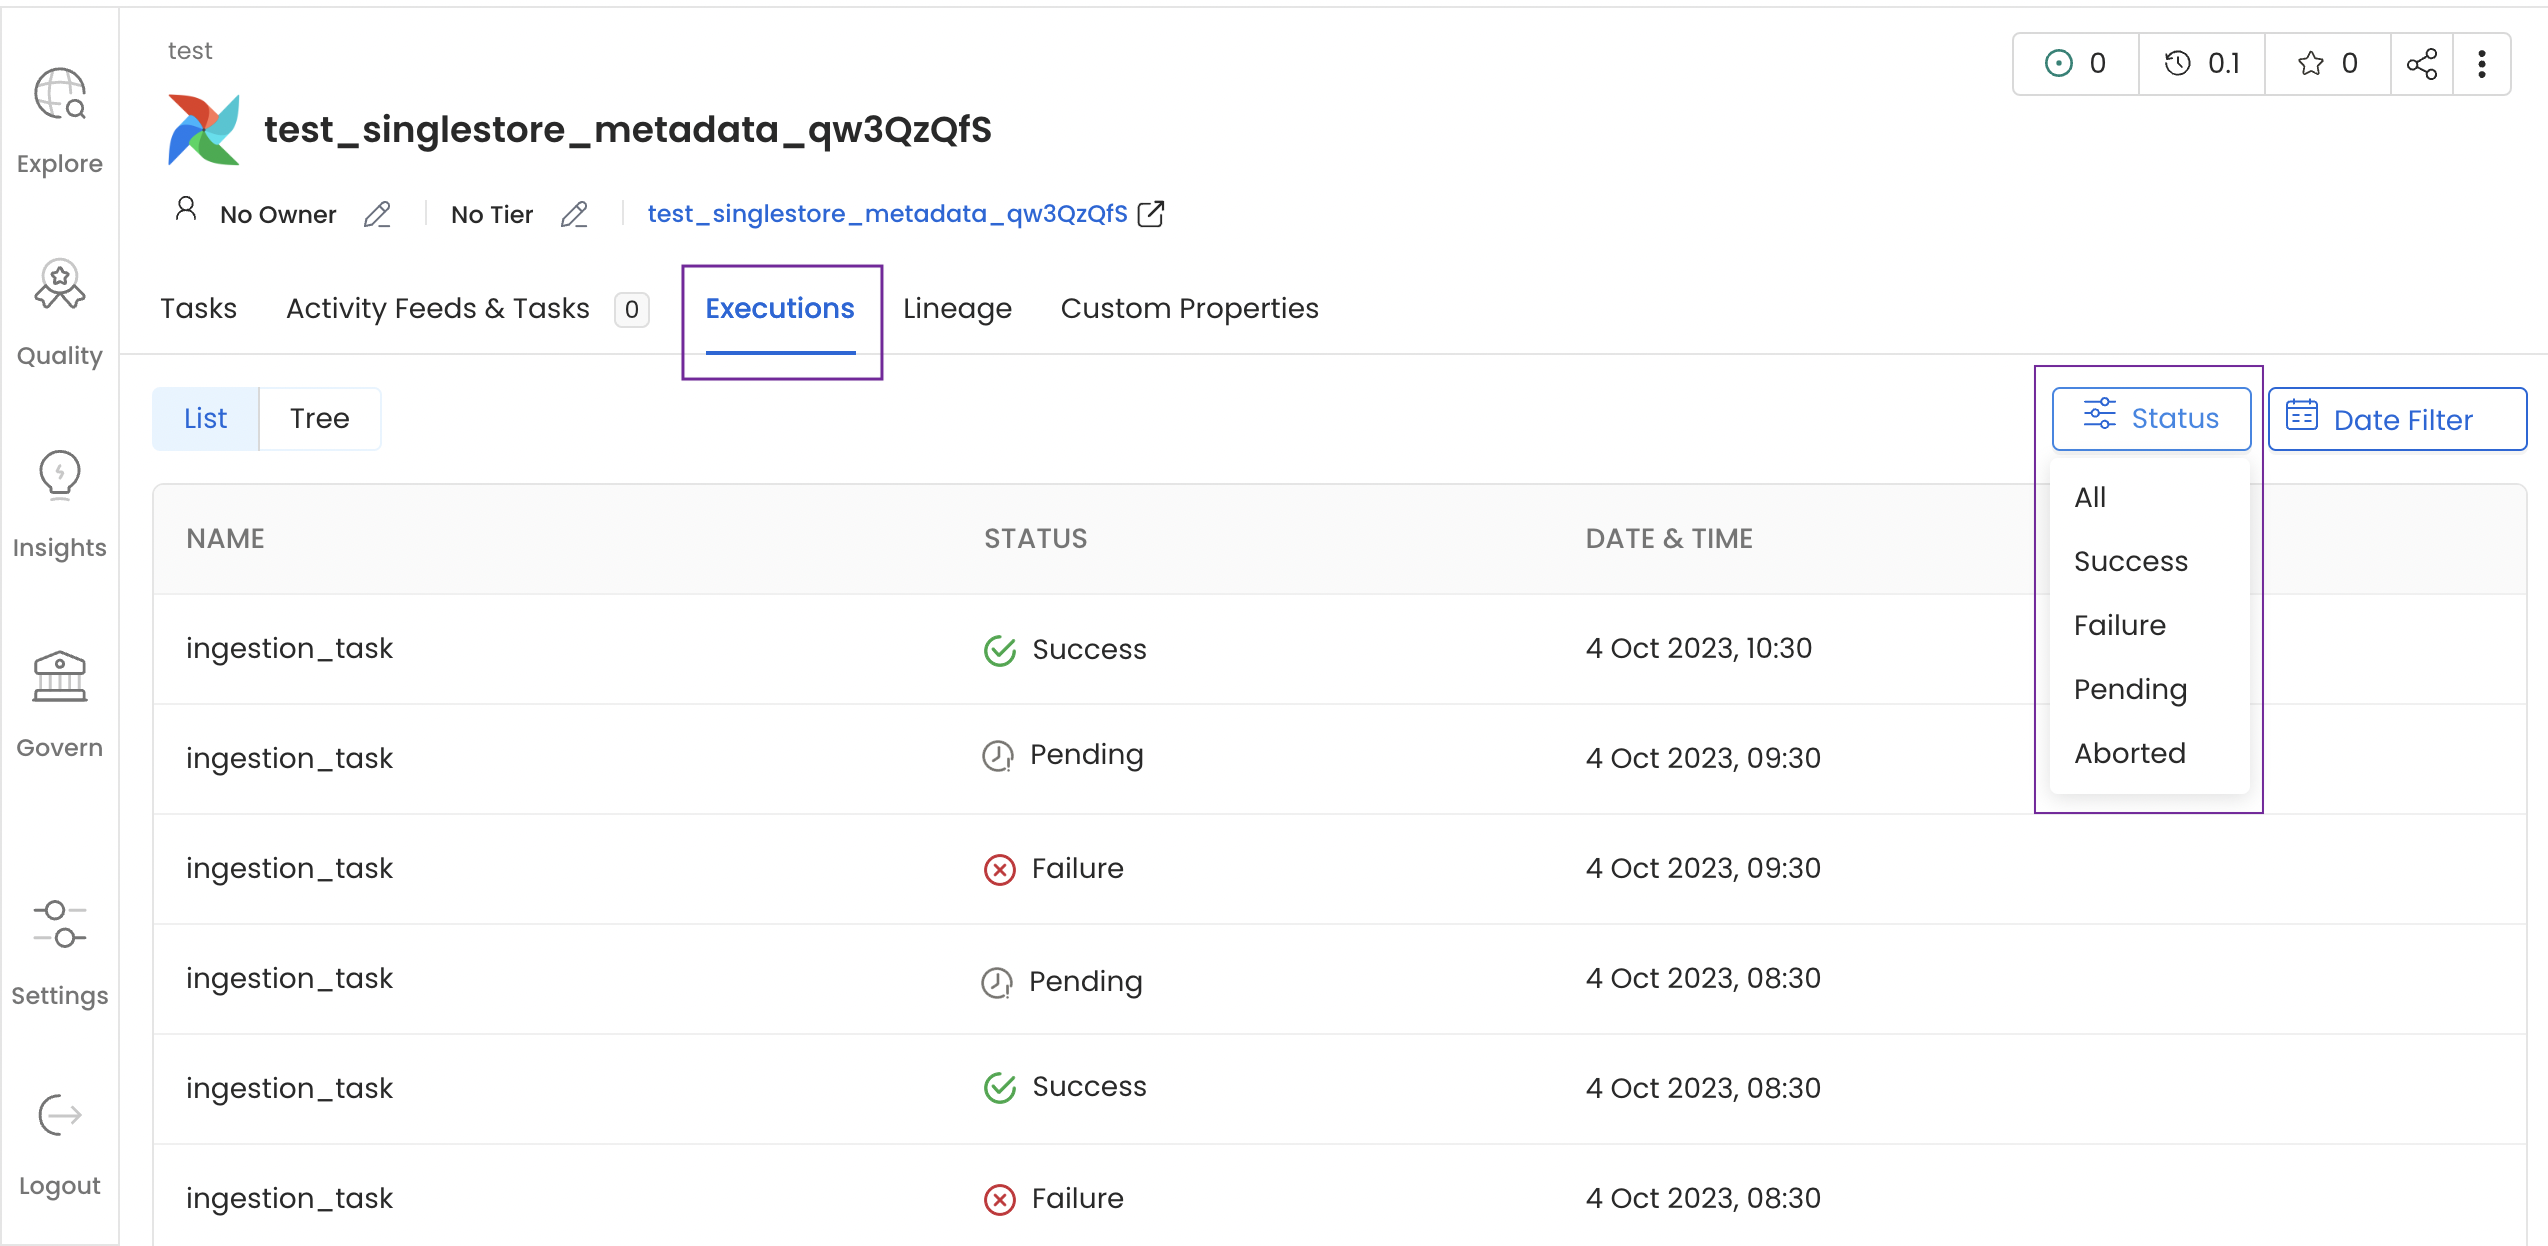 test
0
0.1
0
test_singlestore_metadata_qw3QzQfS
No Owner
No Tier
test_singlestore_metadata_qw3QzQfS
Explore
Quality
Insights
Govern
Settings
Logout
Tasks
Activity Feeds & Tasks 0
Executions
Lineage
Custom Properties
List
Tree
Status
Date Filter
All
Success
Failure
Pending
Aborted
NAME STATUS DATE & TIME
ingestion_task Success 4 Oct 2023, 10:30
ingestion_task Pending 4 Oct 2023, 09:30
ingestion_task Failure 4 Oct 2023, 09:30
ingestion_task Pending 4 Oct 2023, 08:30
ingestion_task Success 4 Oct 2023, 08:30
ingestion_task Failure 4 Oct 2023, 08:30